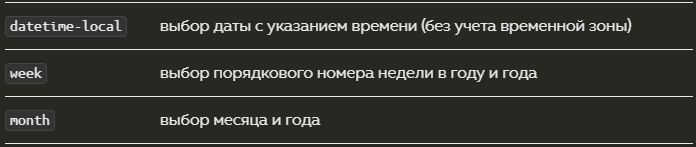 datetime-local выбор даты с указанием времени (без учета временной зоны)
week выбор порядкового номера недели в году и года
month выбор месяца и года